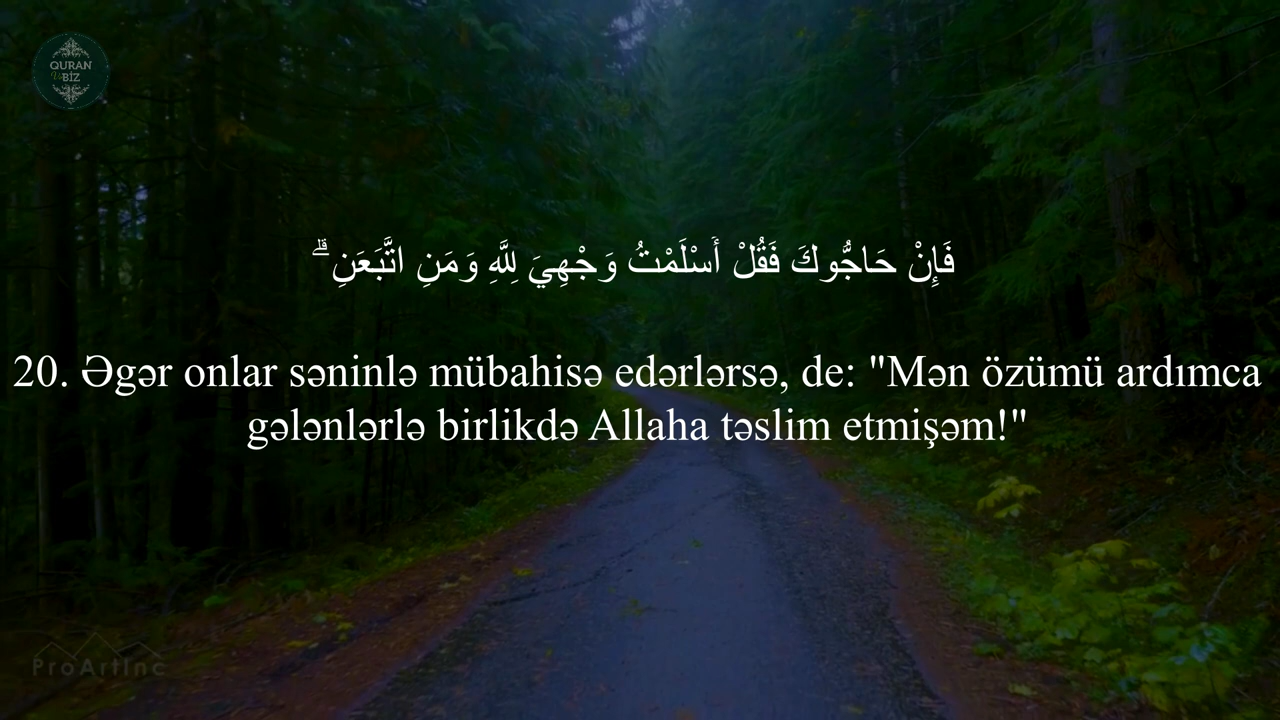 QURAN
Və BİZ
فَإِنْ حَاجُّوكَ فَقُلْ أَسْلَمْتُ وَجْهِيَ لِلَّهِ وَمَنِ اتَّبَعَنِ ۗ
20. Əgər onlar səninlə mübahisə edərlərsə, de: "Mən özümü ardımca
gələnlərlə birlikdə Allaha təslim etmişəm!"
ProArtInc